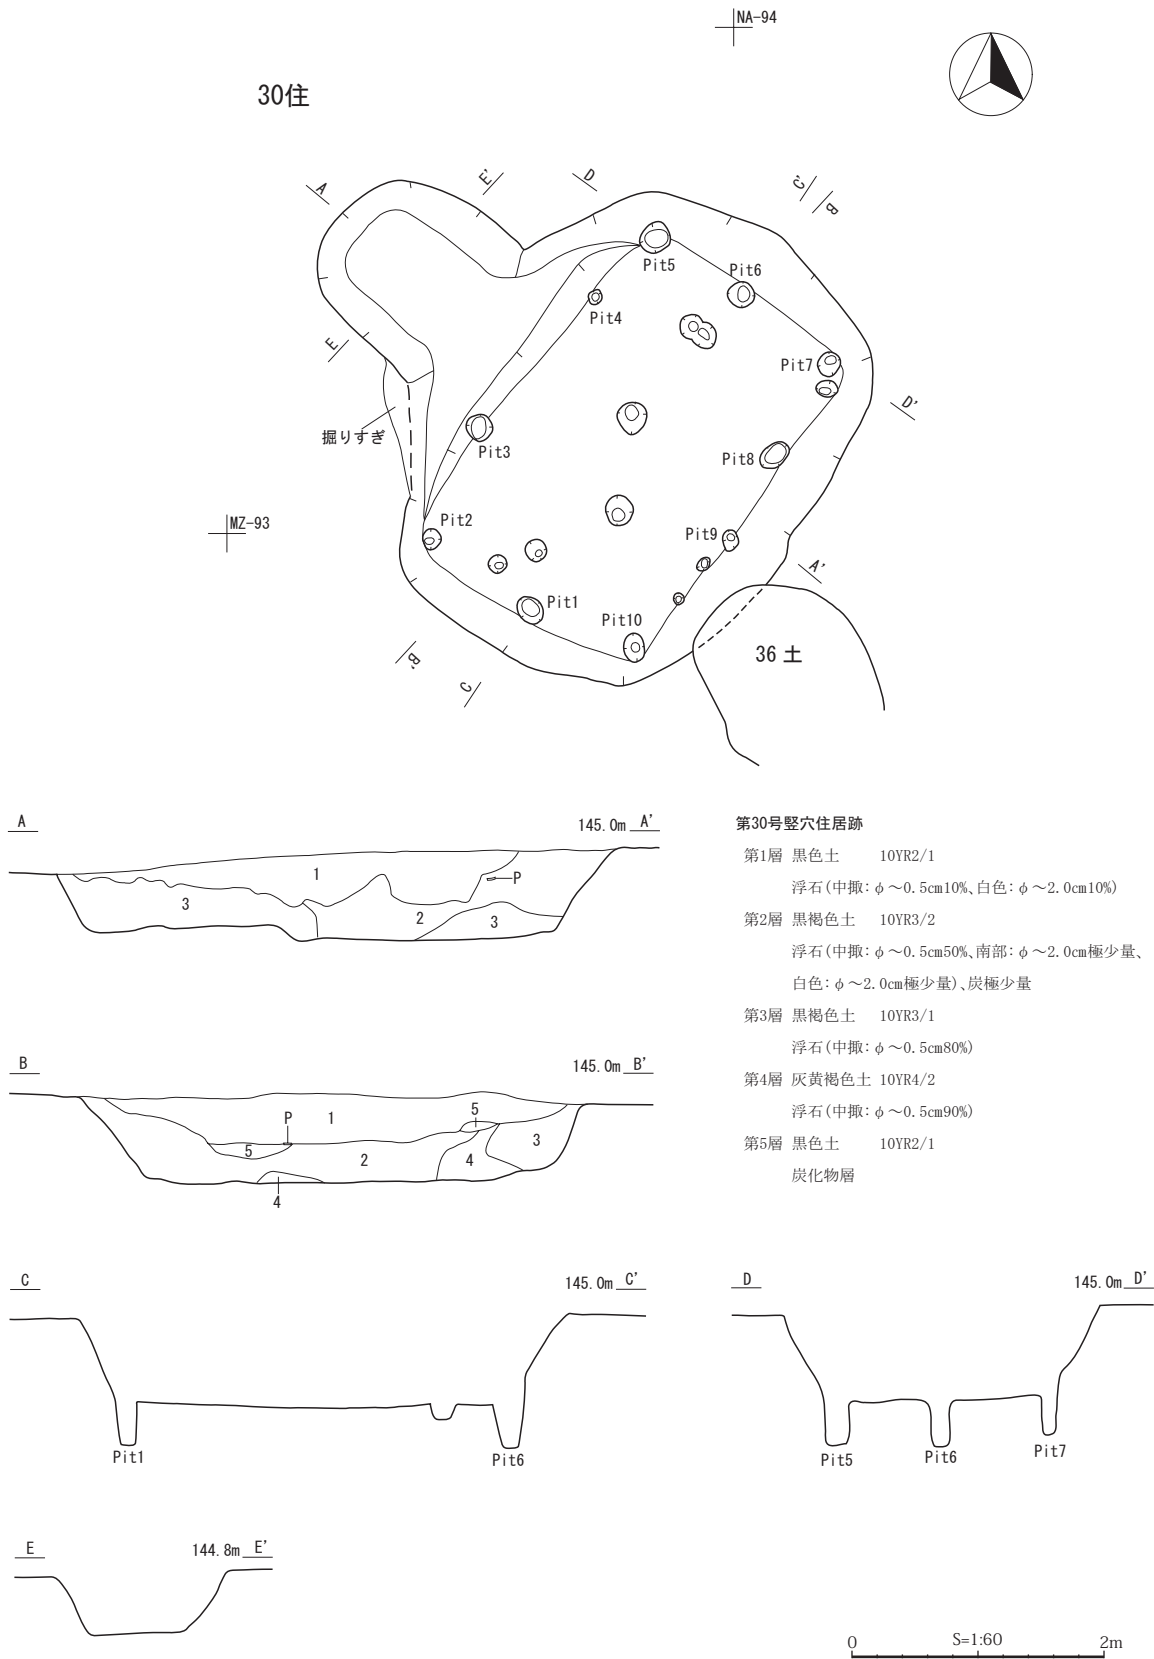 NA-94
30住
A
E'
D
C'
B
Pit5
Pit6
Pit4
E
Pit7
D'
掘りすぎ
Pit3
Pit8
MZ-93
Pit2
Pit9
A'
Pit1
Pit10
36土
B'
C
A
145.0m A'
1
P
3
2
3
B
145.0m B'
5
P
1
3
5
2
4
4
第30号竪穴住居跡
第1層 黒色土 10YR2/1
浮石(中掫:φ～0.5cm10%、白色:φ～2.0cm10%)
第2層 黒褐色土 10YR3/2
浮石(中掫:φ～0.5cm50%、南部:φ～2.0cm極少量、
白色:φ～2.0cm極少量)、炭極少量
第3層 黒褐色土 10YR3/1
浮石(中掫:φ～0.5cm80%)
第4層 灰黄褐色土 10YR4/2
浮石(中掫:φ～0.5cm90%)
第5層 黒色土 10YR2/1
炭化物層
C
145.0m C'
Pit1
Pit6
D
145.0m D'
Pit5
Pit6
Pit7
E
144.8m E'
0 S=1:60 2m